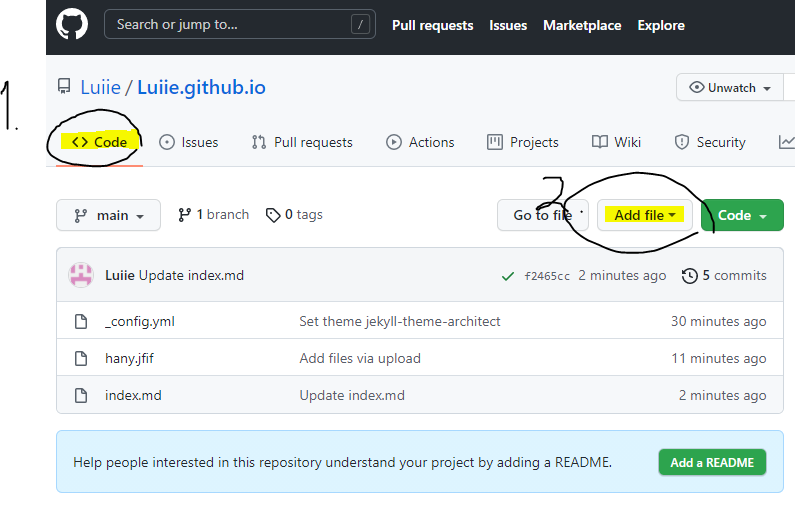 Search or jump to... /
Pull requests Issues Marketplace Explore
1.
Luiie / Luiie.github.io
Unwatch
Code Issues Pull requests Actions Projects Wiki Security
2.
main 1 branch 0 tags Go to file Add file Code
Luiie Update index.md f2465cc 2 minutes ago 5 commits
_config.yml Set theme jekyll-theme-architect 30 minutes ago
hany.jfif Add files via upload 11 minutes ago
index.md Update index.md 2 minutes ago
Help people interested in this repository understand your project by adding a README. Add a README